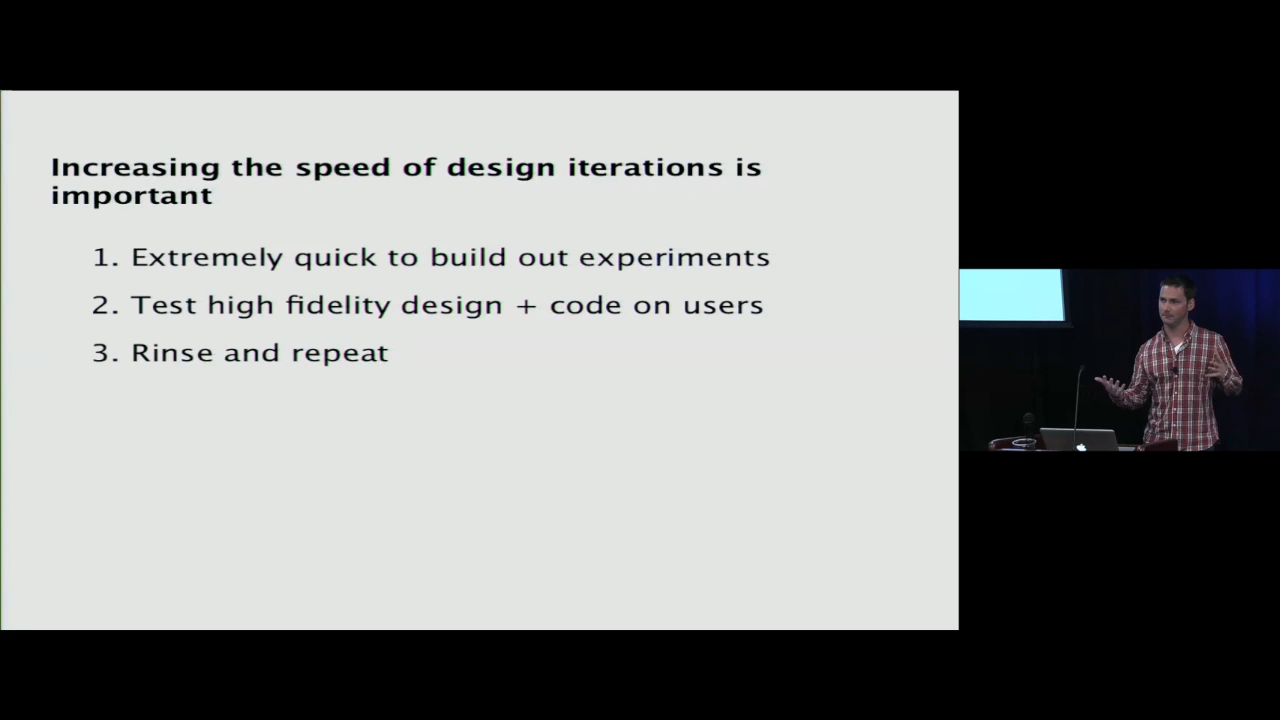 Increasing the speed of design iterations is
important
1. Extremely quick to build out experiments
2. Test high fidelity design + code on users
3. Rinse and repeat